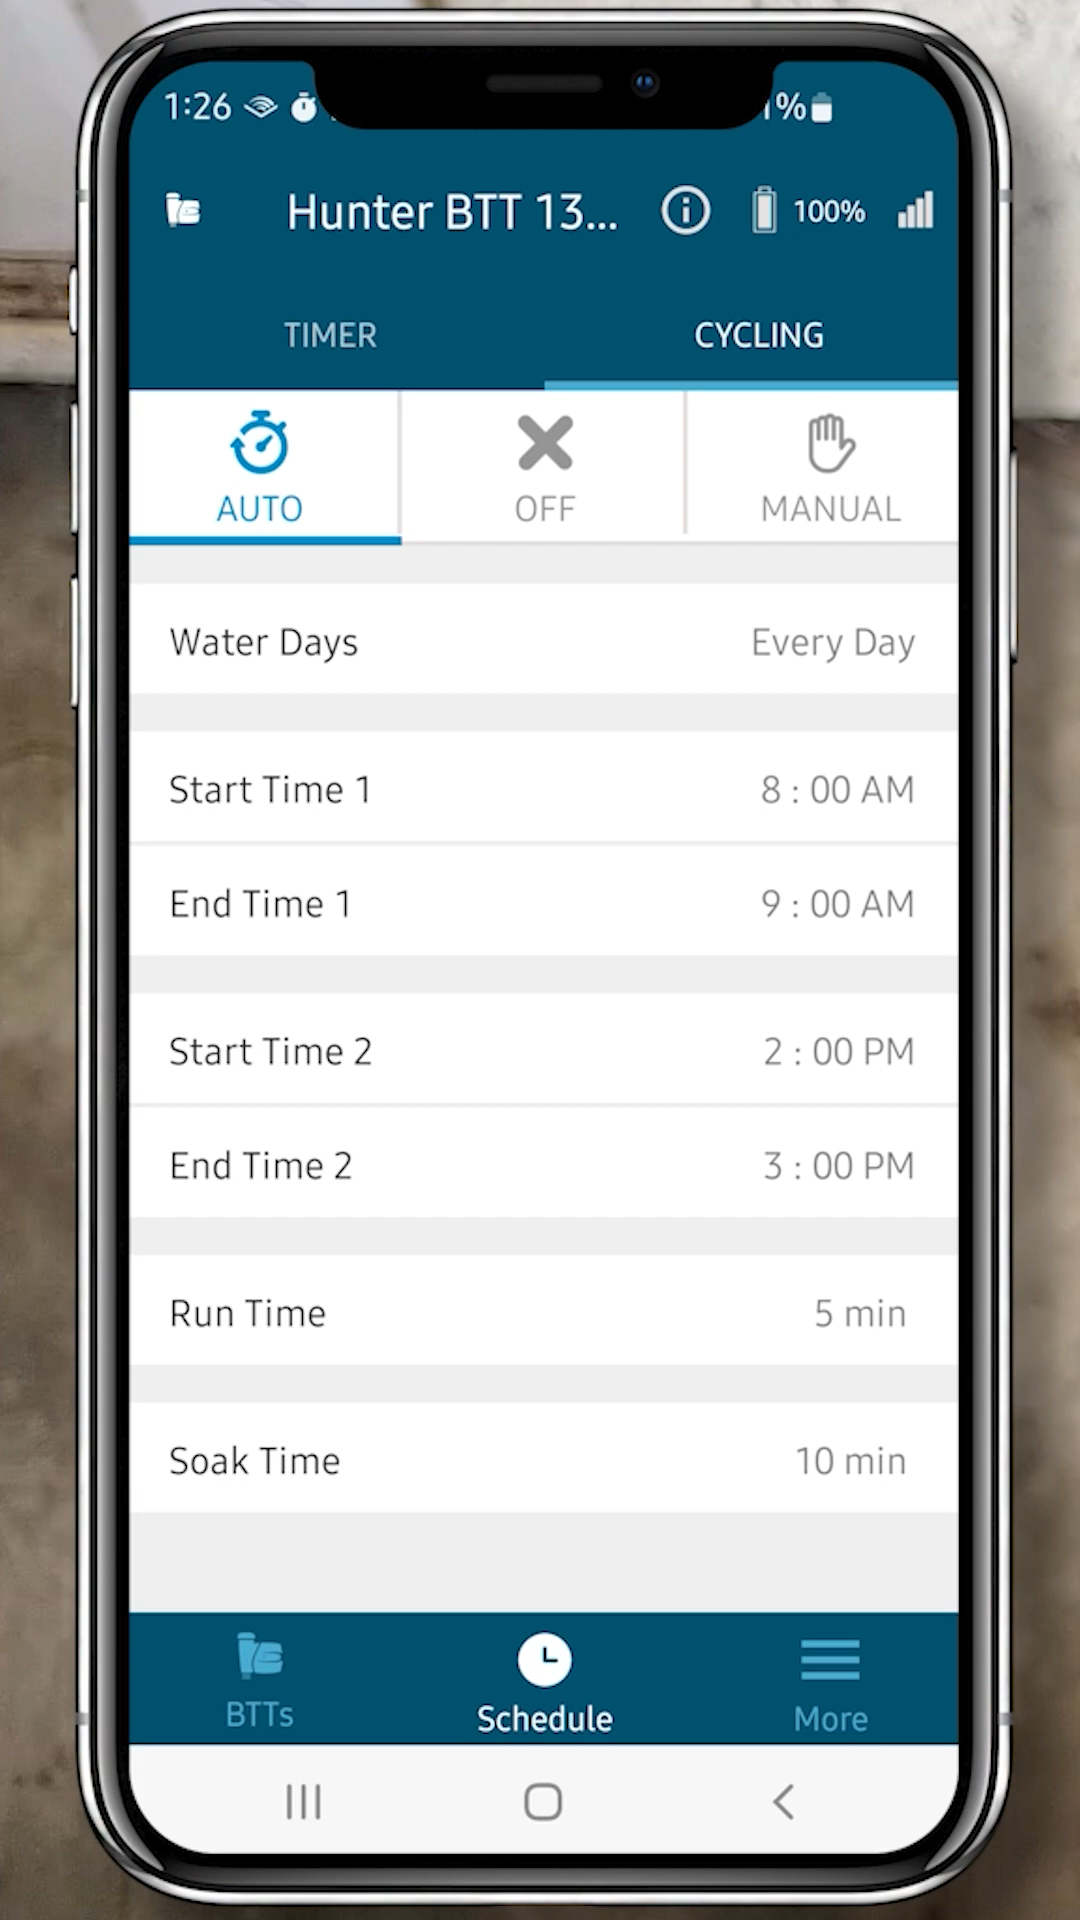 1:26 %
Hunter BTT 13... 100%
TIMER CYCLING
AUTO OFF MANUAL
Water Days Every Day
Start Time 1 8 : 00 AM
End Time 1 9 : 00 AM
Start Time 2 2 : 00 PM
End Time 2 3 : 00 PM
Run Time 5 min
Soak Time 10 min
BTTs Schedule More